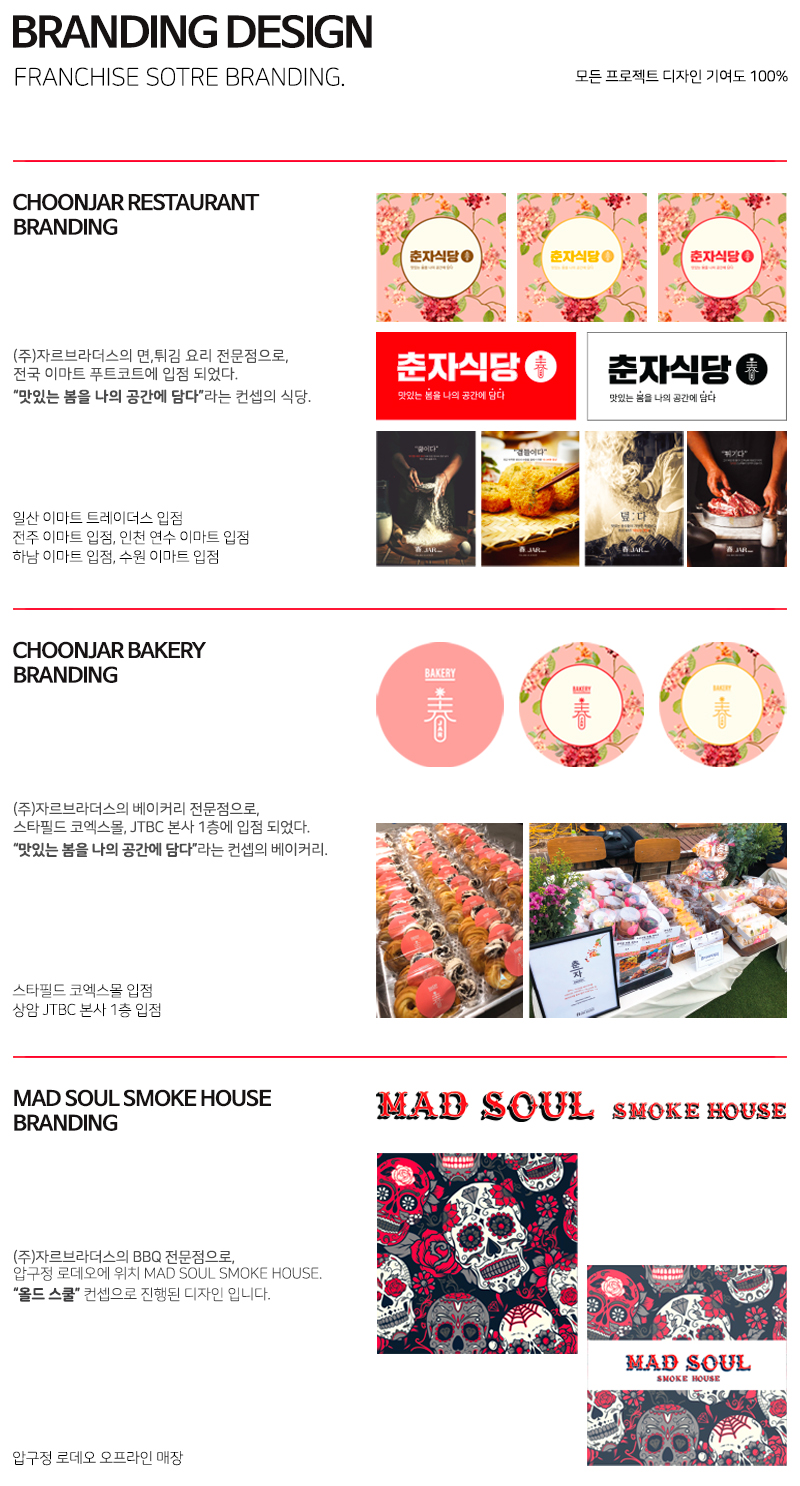 BRANDING DESIGN
FRANCHISE SOTRE BRANDING.
모든 프로젝트 디자인 기여도 100%
CHOONJAR RESTAURANT
BRANDING
춘자식당 春
맛있는 봄을 나의 공간에 담다
춘자식당 春
맛있는 봄을 나의 공간에 담다
춘자식당 春
맛있는 봄을 나의 공간에 담다
춘자식당 春
맛있는 봄을 나의 공간에 담다
춘자식당 春
맛있는 봄을 나의 공간에 담다
(주)자르브라더스의 면,튀김 요리 전문점으로,
전국 이마트 푸트코트에 입점 되었다.
“맛있는 봄을 나의 공간에 담다”라는 컨셉의 식당.
"곁들이다"
덮:다
"튀기다"
春 JAR
春 JAR
春 JAR
春 JAR
일산 이마트 트레이더스 입점
전주 이마트 입점, 인천 연수 이마트 입점
하남 이마트 입점, 수원 이마트 입점
CHOONJAR BAKERY
BRANDING
BAKERY
春
JAR
BAKERY
春
JAR
BAKERY
春
JAR
(주)자르브라더스의 베이커리 전문점으로,
스타필드 코엑스몰, JTBC 본사 1층에 입점 되었다.
“맛있는 봄을 나의 공간에 담다”라는 컨셉의 베이커리.
춘
자
스타필드 코엑스몰 입점
상암 JTBC 본사 1층 입점
MAD SOUL SMOKE HOUSE
BRANDING
MAD SOUL SMOKE HOUSE
(주)자르브라더스의 BBQ 전문점으로,
압구정 로데오에 위치 MAD SOUL SMOKE HOUSE.
“올드 스쿨” 컨셉으로 진행된 디자인 입니다.
MAD SOUL
SMOKE HOUSE
압구정 로데오 오프라인 매장